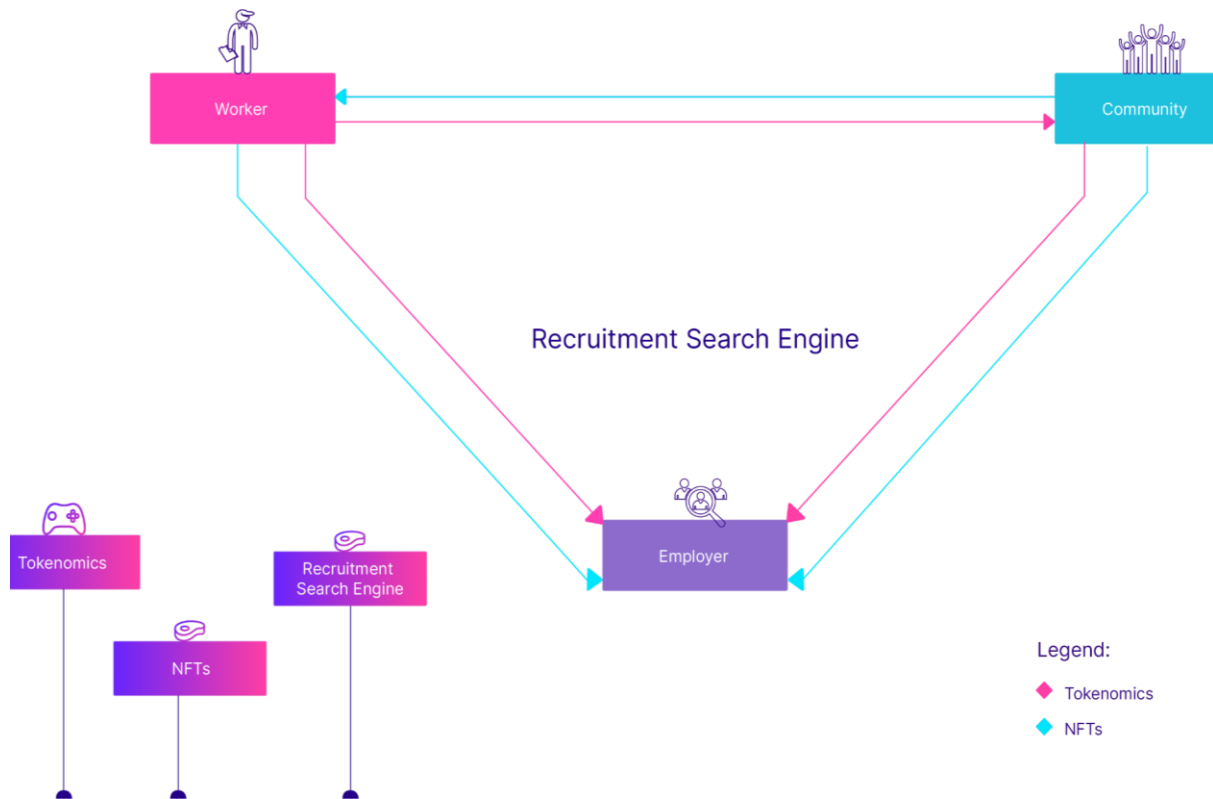 Worker
Community
Recruitment Search Engine
Employer
Tokenomics
Recruitment
Search Engine
NFTs
Legend:
Tokenomics
NFTs